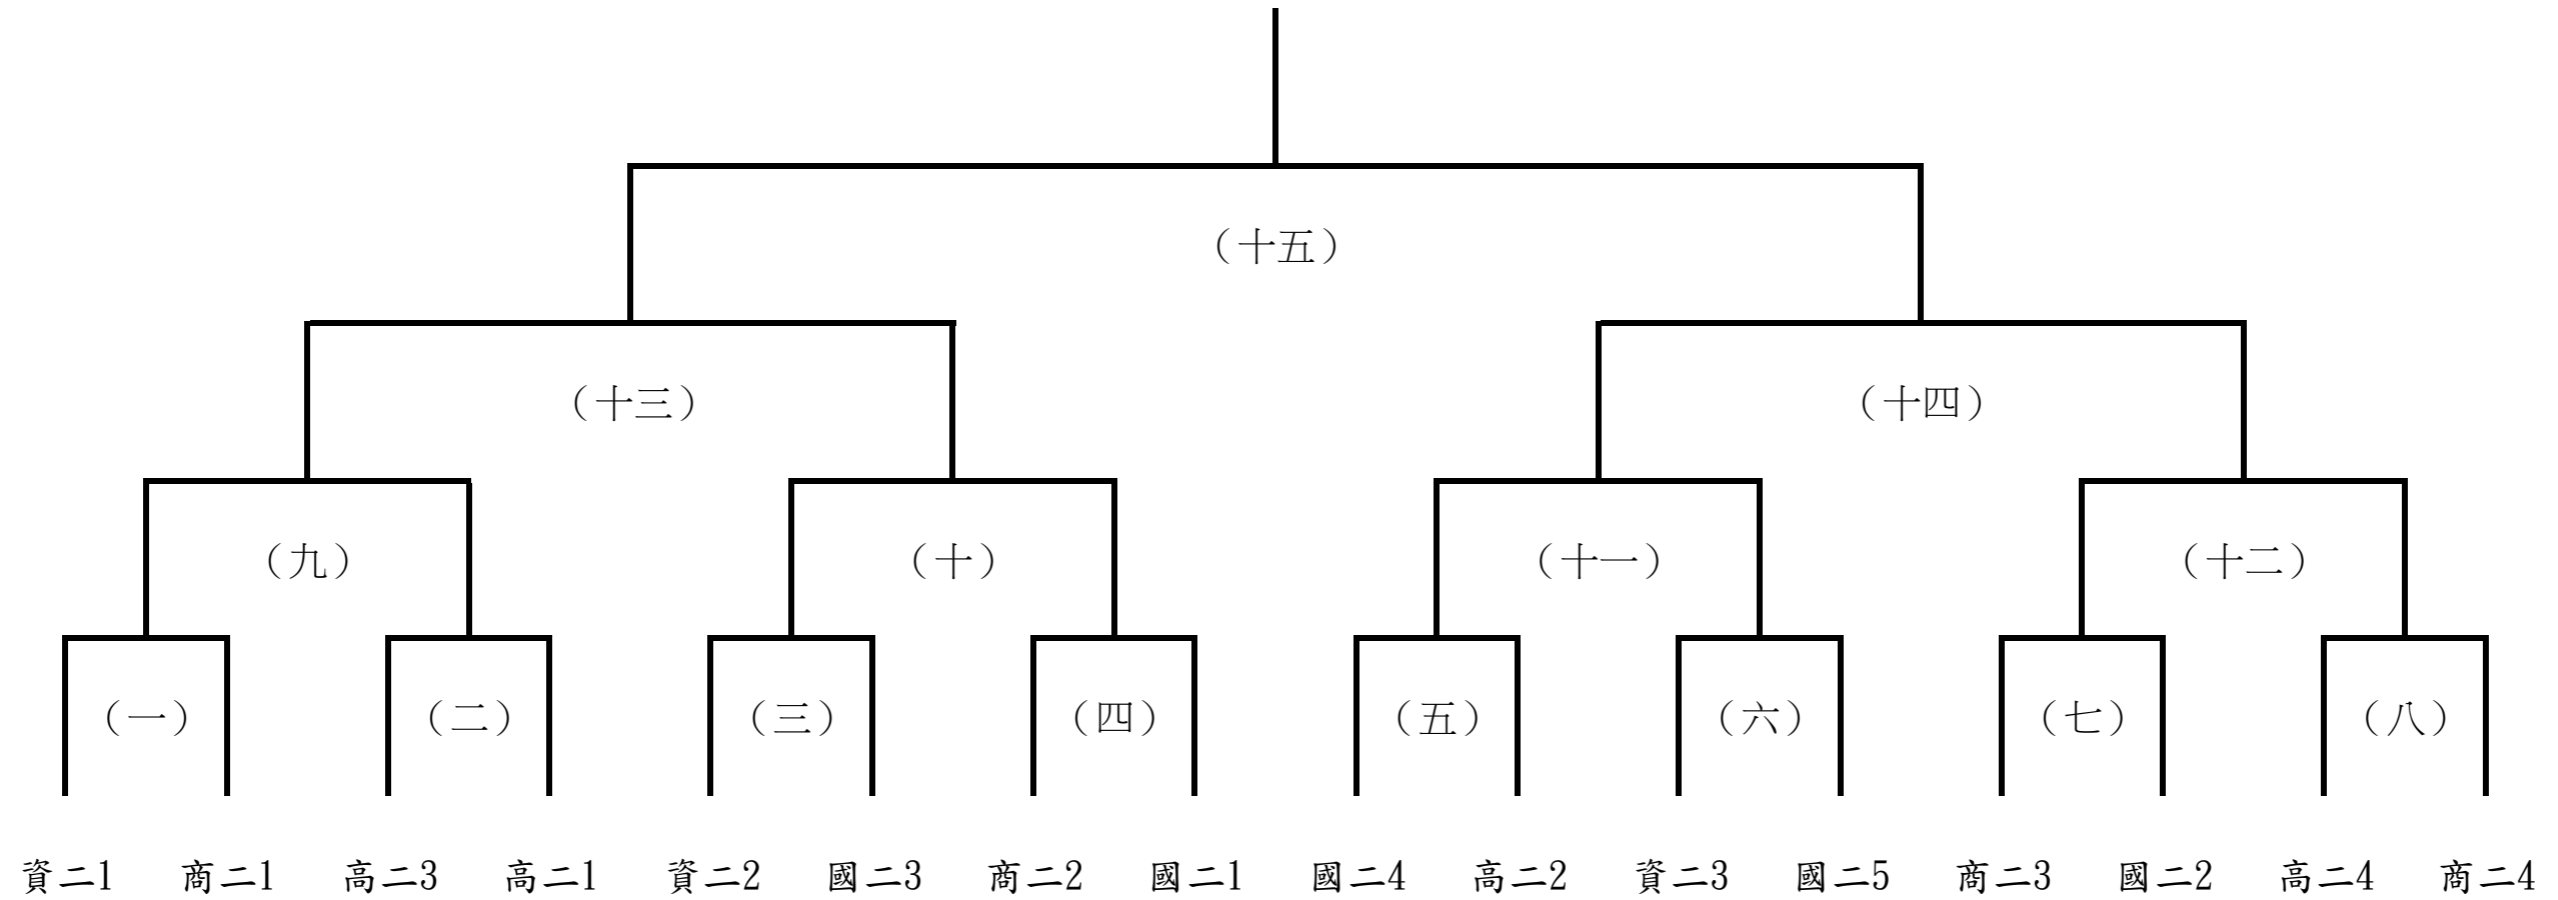 （十五）
（十三） （十四）
（九） （十） （十一） （十二）
（一） （二） （三） （四） （五） （六） （七） （八）
資二1 商二1 高二3 高二1 資二2 國二3 商二2 國二1 國二4 高二2 資二3 國二5 商二3 國二2 高二4 商二4